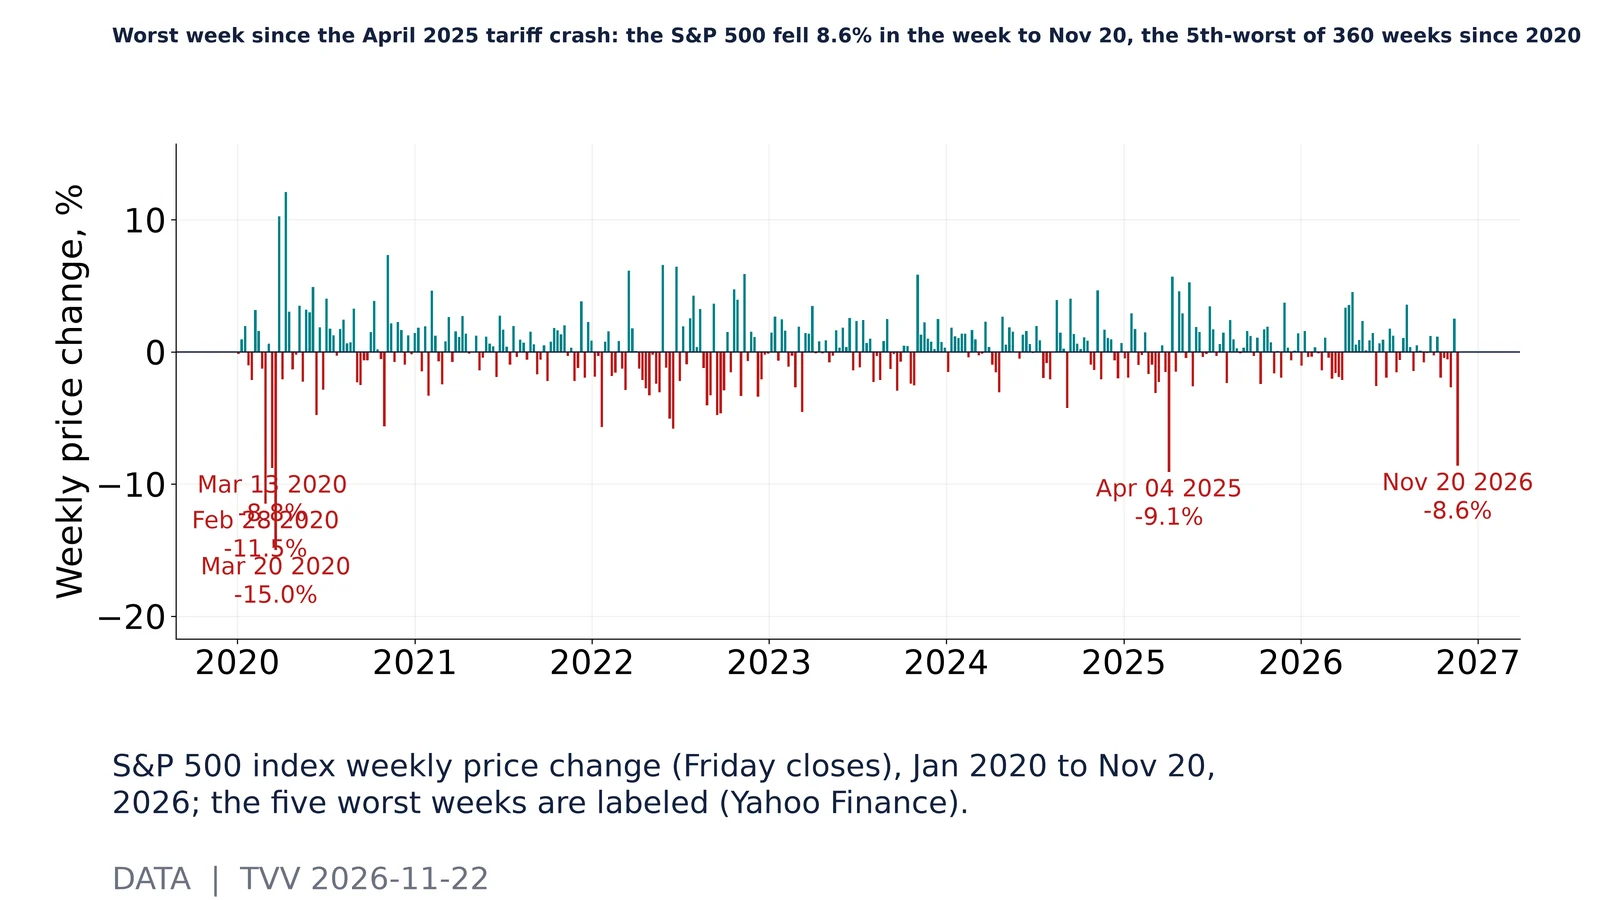 Worst week since the April 2025 tariff crash: the S&P 500 fell 8.6% in the week to Nov 20, the 5th-worst of 360 weeks since 2020
Weekly price change, %
10
0
−10
−20
Mar 13 2020
-8.8%
Feb 28 2020
-11.5%
Mar 20 2020
-15.0%
Apr 04 2025
-9.1%
Nov 20 2026
-8.6%
2020 2021 2022 2023 2024 2025 2026 2027
S&P 500 index weekly price change (Friday closes), Jan 2020 to Nov 20,
2026; the five worst weeks are labeled (Yahoo Finance).
DATA | TVV 2026-11-22